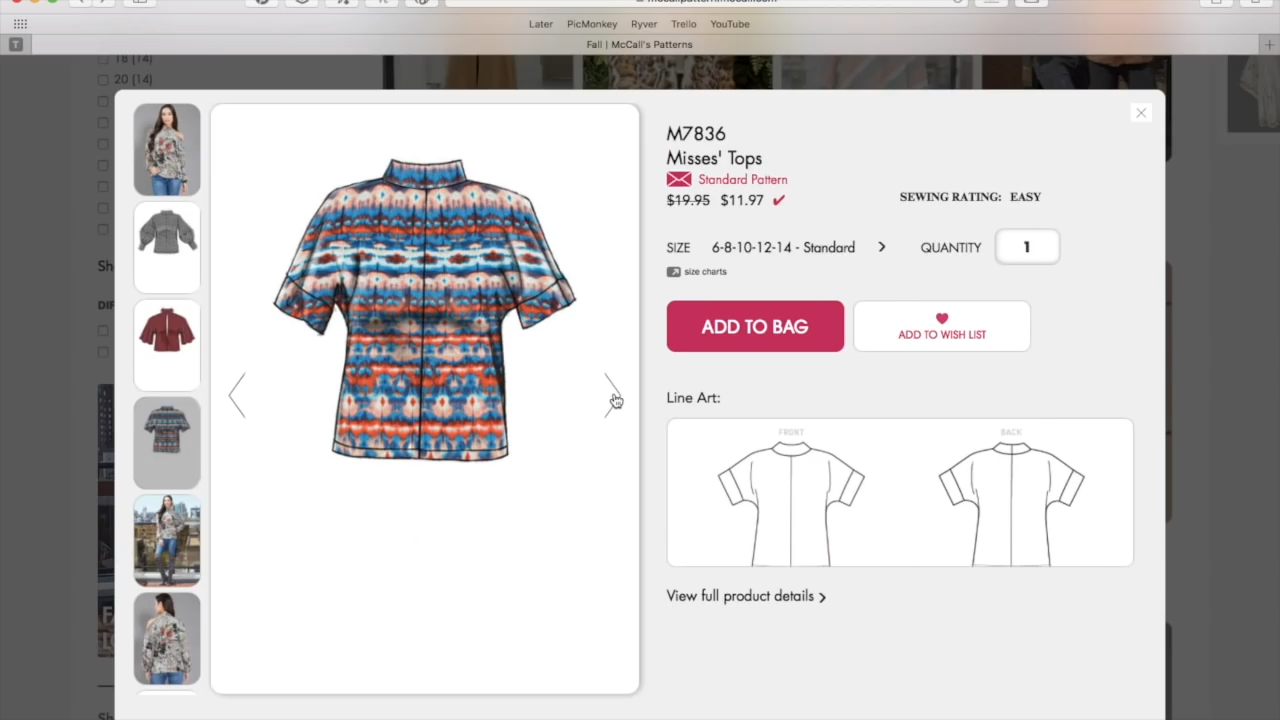 Later PicMonkey Ryver Trello YouTube
T
Fall | McCall's Patterns
20 (14)
M7836
Misses' Tops
Standard Pattern
$19.95 $11.97
SEWING RATING: EASY
SIZE 6-8-10-12-14 - Standard > QUANTITY 1
size charts
ADD TO BAG
ADD TO WISH LIST
Line Art:
FRONT BACK
View full product details >